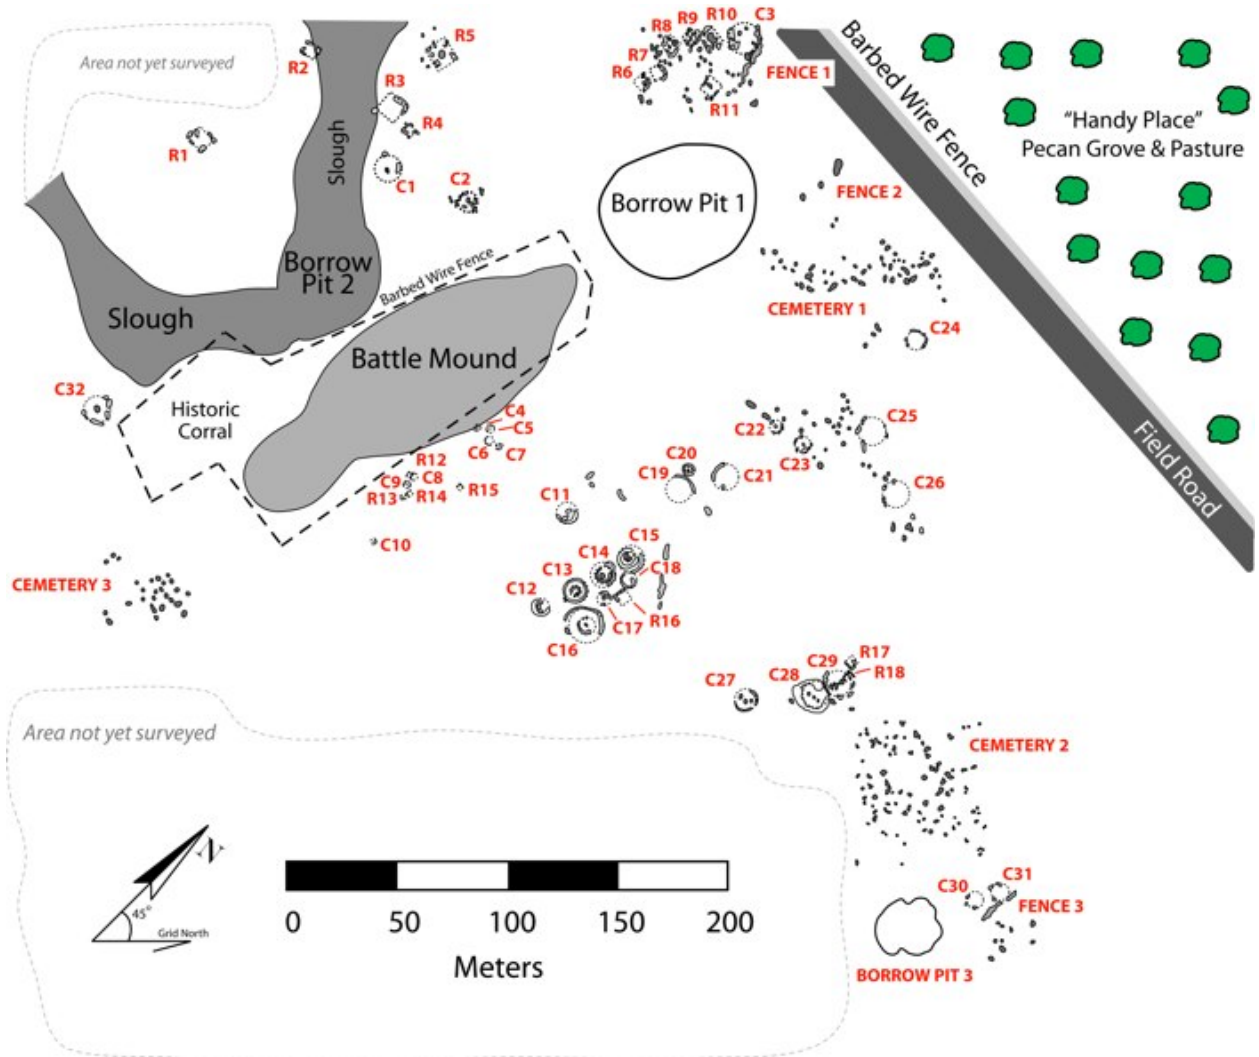 Area not yet surveyed
R2
R5
R3
R4
R1
Slough
C1
C2
R10
R9
R8
R7
R6
C3
FENCE 1
R11
Barbed Wire Fence
"Handy Place"
Pecan Grove & Pasture
Borrow Pit 1
FENCE 2
Borrow
Pit 2
Slough
Barbed Wire Fence
CEMETERY 1
C24
Battle Mound
C32
Historic
Corral
C4
C5
C6
C7
R12
C9
C8
R13
R14
R15
C10
C22
C23
C25
C26
Field Road
C20
C19
C21
C11
C15
C14
C13
C18
C12
C17
R16
C16
CEMETERY 3
R17
C29
R18
C28
C27
Area not yet surveyed
CEMETERY 2
N
45°
Grid North
0 50 100 150 200
Meters
C31
C30
FENCE 3
BORROW PIT 3